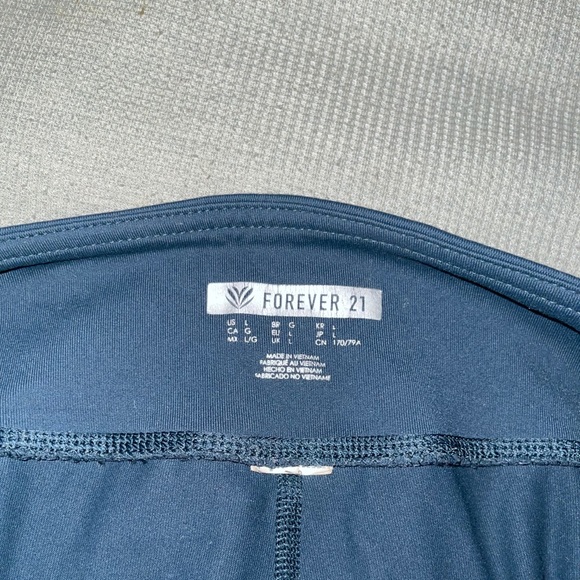 FOREVER 21
US L BR G KR L
CA G EU L JP L
MX L/G UK L CN 170/79A
MADE IN VIETNAM
FABRIQUÉ AU VIETNAM
HECHO EN VIETNAM
FABRICADO NO VIETNAME